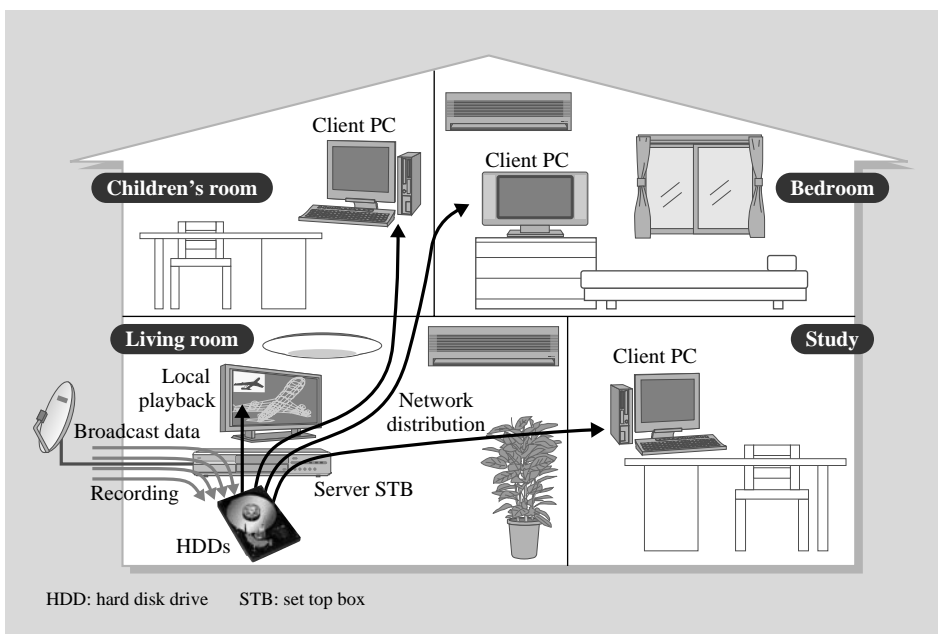 Client PC
Client PC
Children's room
Bedroom
Living room
Study
Client PC
Local
playback
Network
distribution
Broadcast data
Recording
Server STB
HDDs
HDD: hard disk drive STB: set top box